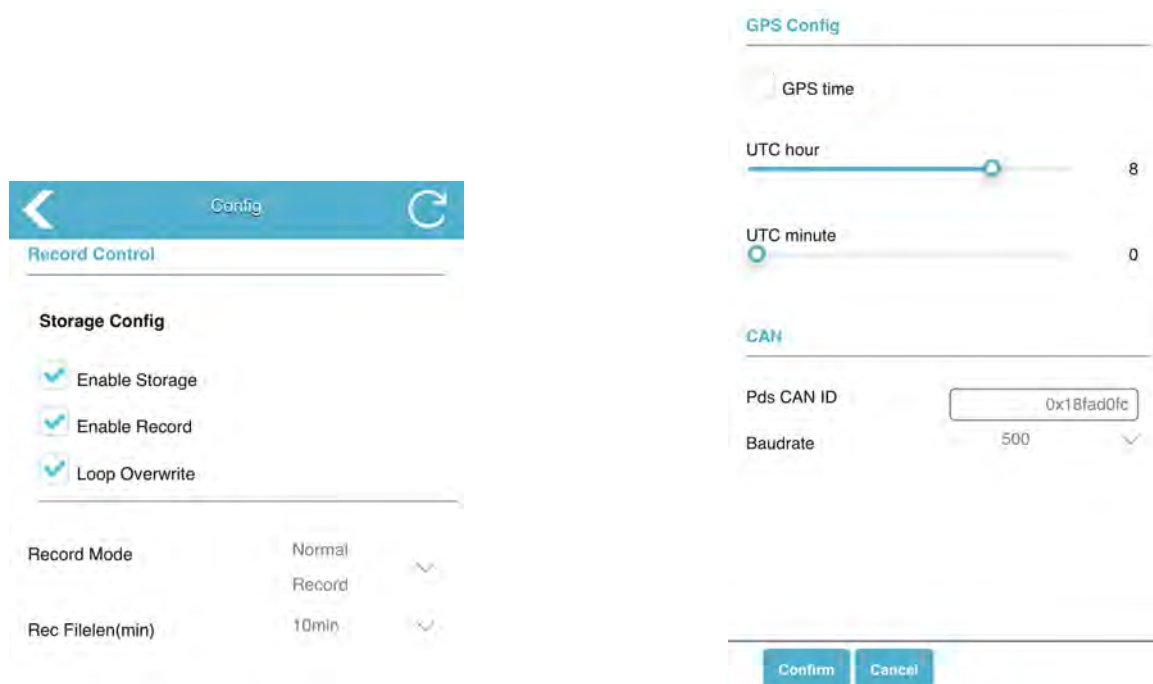 Config
Record Control
Storage Config
Enable Storage
Enable Record
Loop Overwrite
Record Mode
Normal
Record
Rec Filelen(min)
10min
GPS Config
GPS time
UTC hour
8
UTC minute
0
CAN
Pds CAN ID
0x18fad0fc
Baudrate
500
Confirm
Cancel